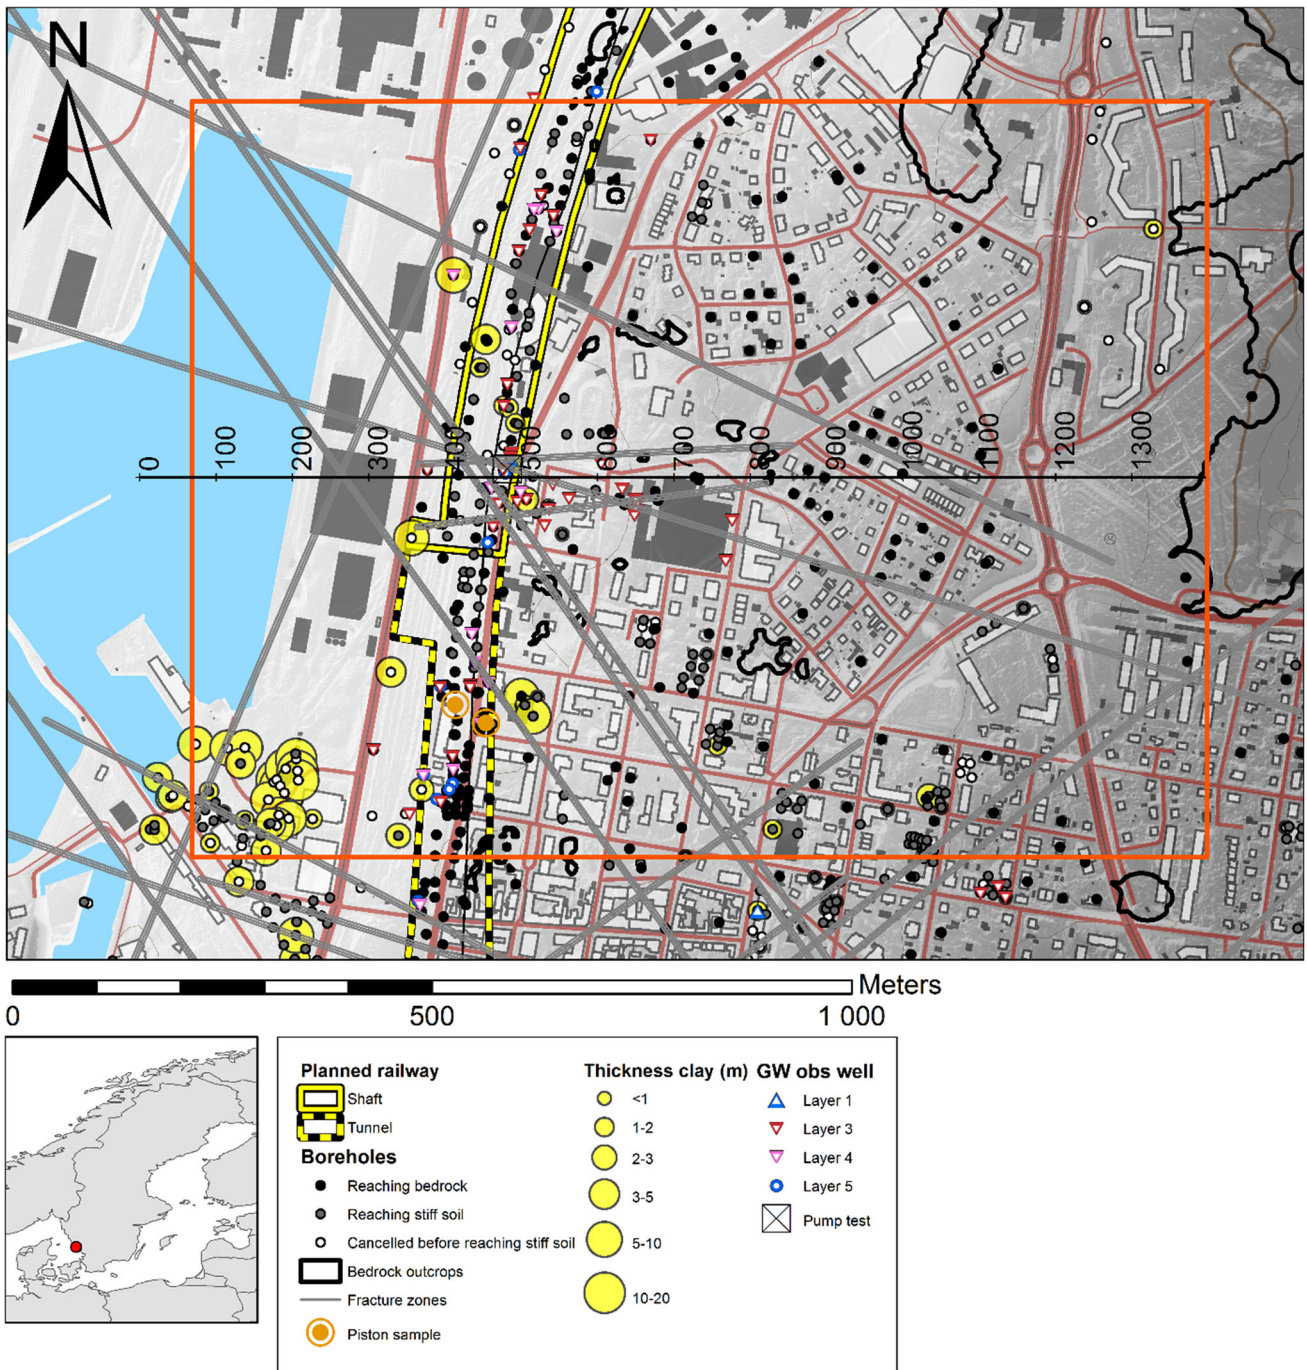 N
0
100
200
300
400
500
600
700
800
900
1000
1100
1200
1300
Meters
0
500
1 000
Planned railway
Shaft
Tunnel
Boreholes
Reaching bedrock
Reaching stiff soil
Cancelled before reaching stiff soil
Bedrock outcrops
Fracture zones
Piston sample
Thickness clay (m)
<1
1-2
2-3
3-5
5-10
10-20
GW obs well
Layer 1
Layer 3
Layer 4
Layer 5
Pump test